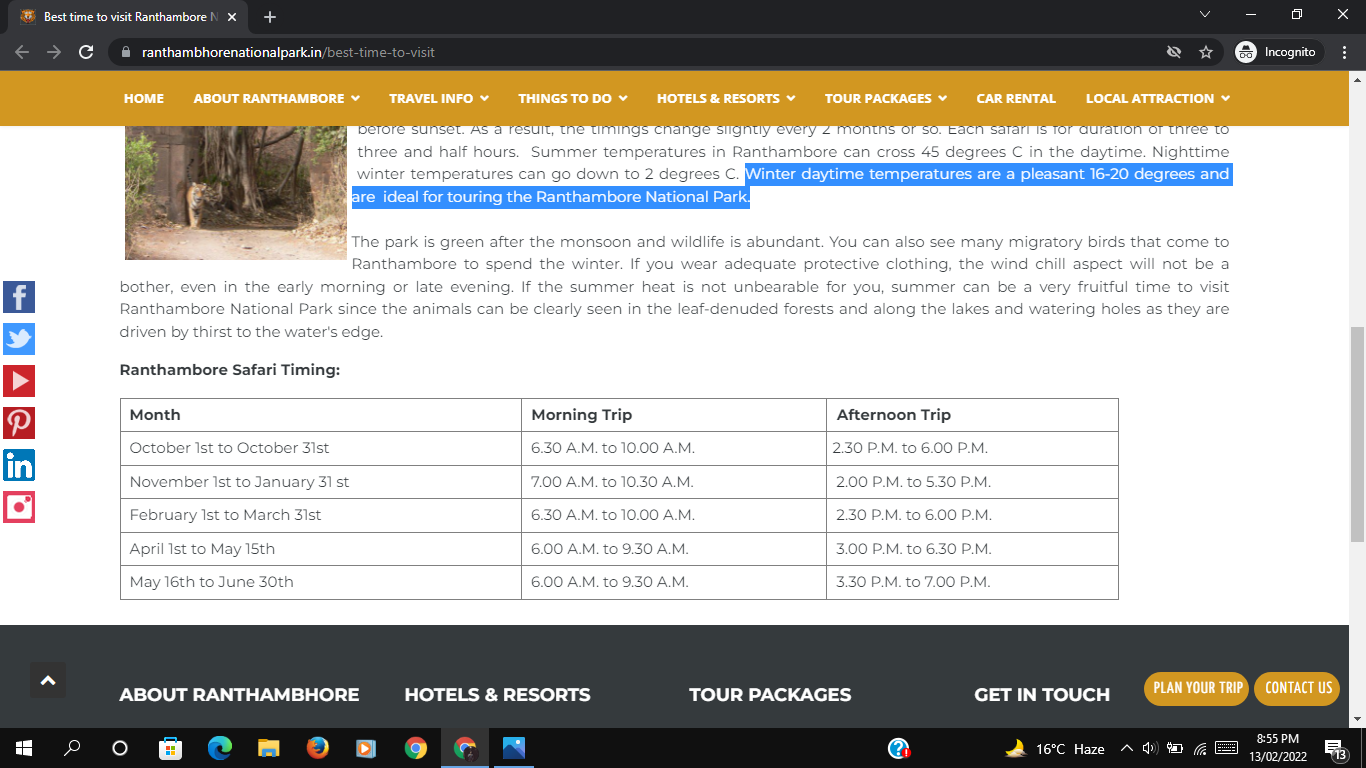 Best time to visit Ranthambore N
ranthambhorenationalpark.in/best-time-to-visit
Incognito
HOME ABOUT RANTHAMBORE TRAVEL INFO THINGS TO DO HOTELS & RESORTS TOUR PACKAGES CAR RENTAL LOCAL ATTRACTION
before sunset. As a result, the timings change slightly every 2 months or so. Each safari is for duration of three to
three and half hours. Summer temperatures in Ranthambore can cross 45 degrees C in the daytime. Nighttime
winter temperatures can go down to 2 degrees C. Winter daytime temperatures are a pleasant 16-20 degrees and
are ideal for touring the Ranthambore National Park.
The park is green after the monsoon and wildlife is abundant. You can also see many migratory birds that come to
Ranthambore to spend the winter. If you wear adequate protective clothing, the wind chill aspect will not be a
bother, even in the early morning or late evening. If the summer heat is not unbearable for you, summer can be a very fruitful time to visit
Ranthambore National Park since the animals can be clearly seen in the leaf-denuded forests and along the lakes and watering holes as they are
driven by thirst to the water's edge.
Ranthambore Safari Timing:
Month Morning Trip Afternoon Trip
October 1st to October 31st 6.30 A.M. to 10.00 A.M. 2.30 P.M. to 6.00 P.M.
November 1st to January 31 st 7.00 A.M. to 10.30 A.M. 2.00 P.M. to 5.30 P.M.
February 1st to March 31st 6.30 A.M. to 10.00 A.M. 2.30 P.M. to 6.00 P.M.
April 1st to May 15th 6.00 A.M. to 9.30 A.M. 3.00 P.M. to 6.30 P.M.
May 16th to June 30th 6.00 A.M. to 9.30 A.M. 3.30 P.M. to 7.00 P.M.
ABOUT RANTHAMBHORE HOTELS & RESORTS TOUR PACKAGES GET IN TOUCH
PLAN YOUR TRIP CONTACT US
16°C Haze
8:55 PM
13/02/2022
13